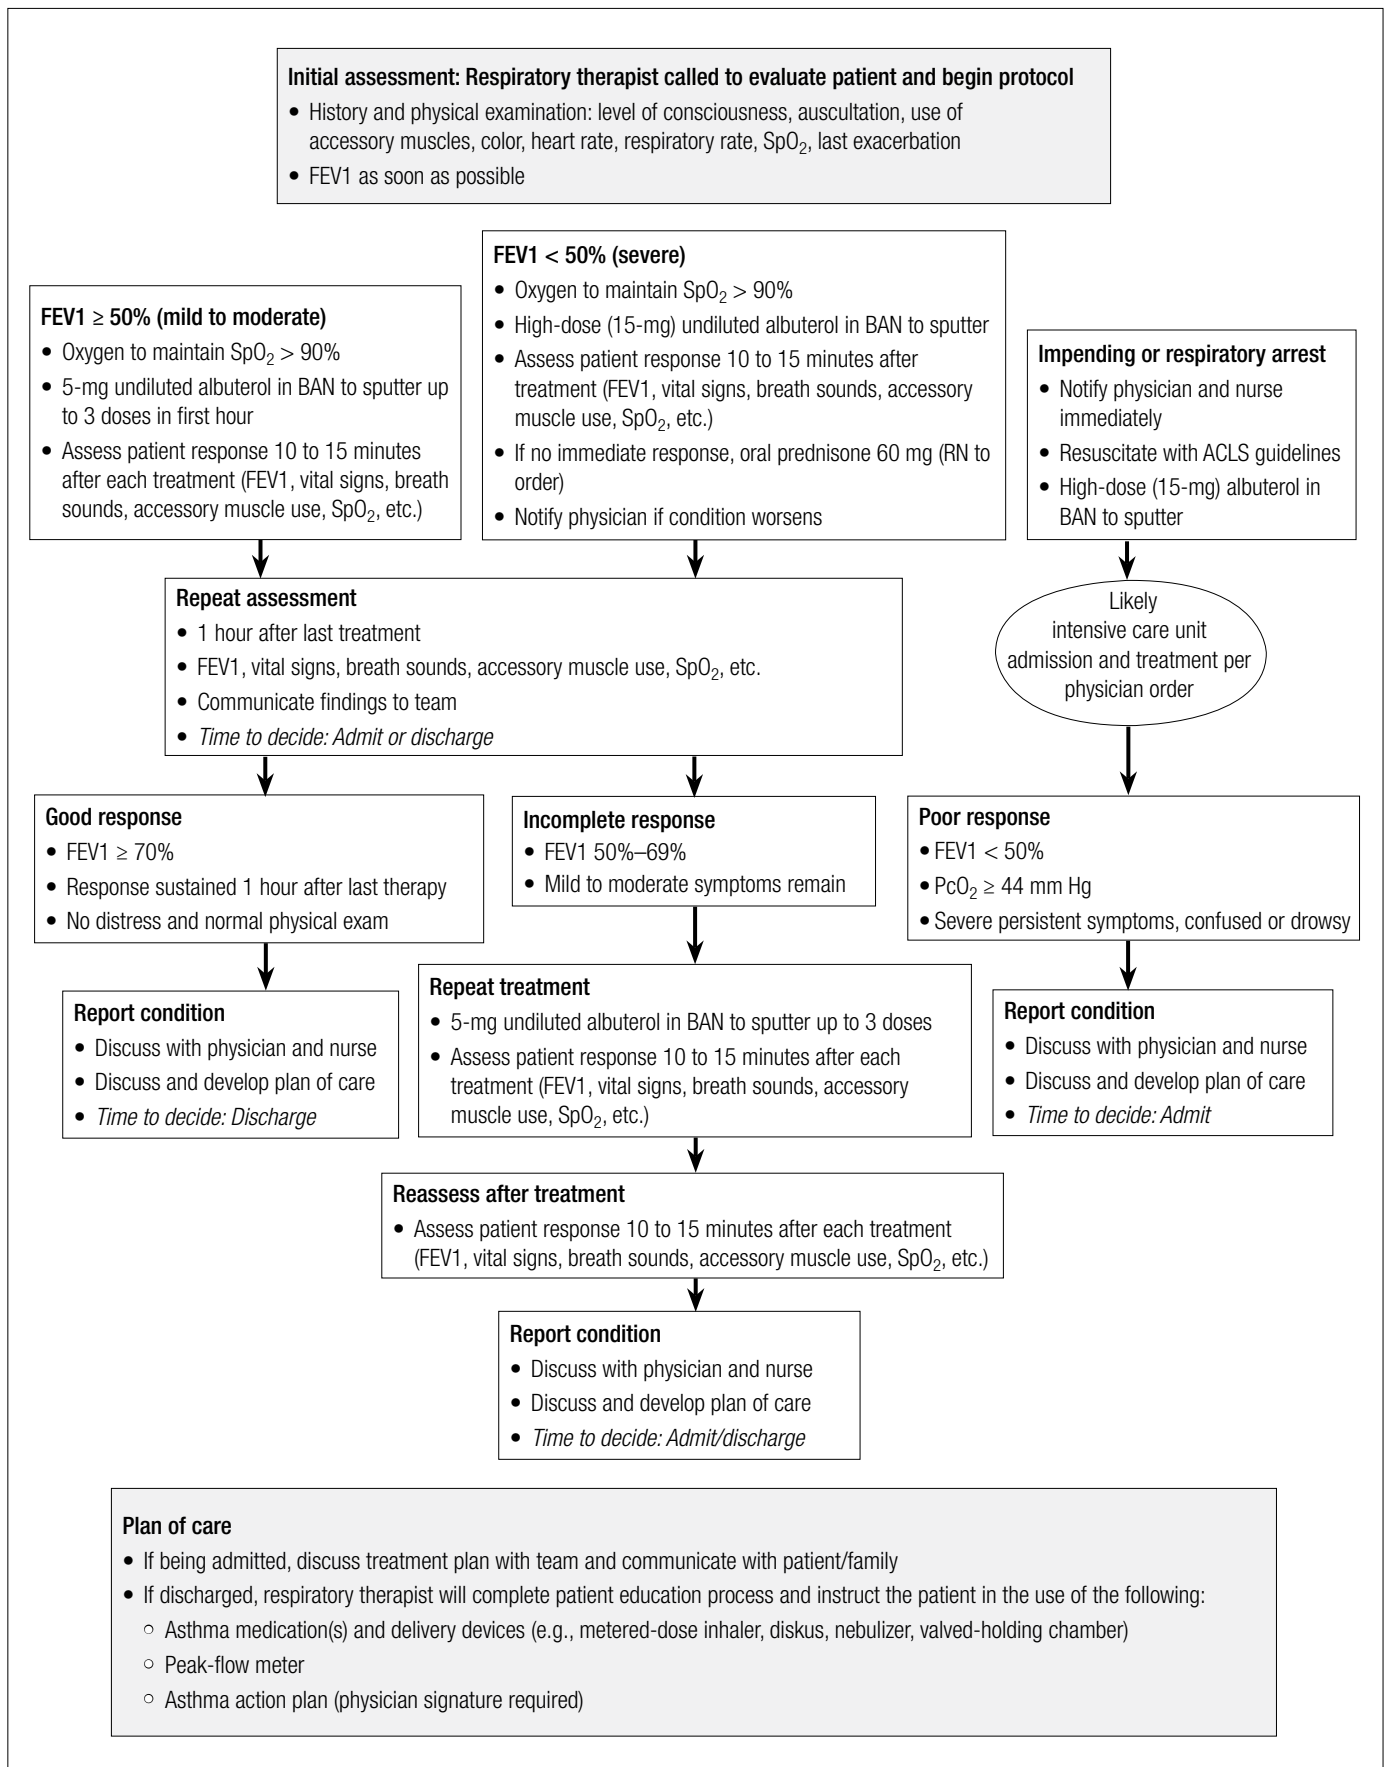 Initial assessment: Respiratory therapist called to evaluate patient and begin protocol
• History and physical examination: level of consciousness, auscultation, use of
accessory muscles, color, heart rate, respiratory rate, SpO₂, last exacerbation
• FEV1 as soon as possible
FEV1 ≥ 50% (mild to moderate)
• Oxygen to maintain SpO₂ > 90%
• 5-mg undiluted albuterol in BAN to sputter up
to 3 doses in first hour
• Assess patient response 10 to 15 minutes
after each treatment (FEV1, vital signs, breath
sounds, accessory muscle use, SpO₂, etc.)
FEV1 < 50% (severe)
• Oxygen to maintain SpO₂ > 90%
• High-dose (15-mg) undiluted albuterol in BAN to sputter
• Assess patient response 10 to 15 minutes after
treatment (FEV1, vital signs, breath sounds, accessory
muscle use, SpO₂, etc.)
• If no immediate response, oral prednisone 60 mg (RN to
order)
• Notify physician if condition worsens
Impending or respiratory arrest
• Notify physician and nurse
immediately
• Resuscitate with ACLS guidelines
• High-dose (15-mg) albuterol in
BAN to sputter
Repeat assessment
• 1 hour after last treatment
• FEV1, vital signs, breath sounds, accessory muscle use, SpO₂, etc.
• Communicate findings to team
• Time to decide: Admit or discharge
Likely
intensive care unit
admission and treatment per
physician order
Good response
• FEV1 ≥ 70%
• Response sustained 1 hour after last therapy
• No distress and normal physical exam
Incomplete response
• FEV1 50%–69%
• Mild to moderate symptoms remain
Poor response
• FEV1 < 50%
• PcO₂ ≥ 44 mm Hg
• Severe persistent symptoms, confused or drowsy
Report condition
• Discuss with physician and nurse
• Discuss and develop plan of care
• Time to decide: Discharge
Repeat treatment
• 5-mg undiluted albuterol in BAN to sputter up to 3 doses
• Assess patient response 10 to 15 minutes after each
treatment (FEV1, vital signs, breath sounds, accessory
muscle use, SpO₂, etc.)
Report condition
• Discuss with physician and nurse
• Discuss and develop plan of care
• Time to decide: Admit
Reassess after treatment
• Assess patient response 10 to 15 minutes after each treatment
(FEV1, vital signs, breath sounds, accessory muscle use, SpO₂, etc.)
Report condition
• Discuss with physician and nurse
• Discuss and develop plan of care
• Time to decide: Admit/discharge
Plan of care
• If being admitted, discuss treatment plan with team and communicate with patient/family
• If discharged, respiratory therapist will complete patient education process and instruct the patient in the use of the following:
○ Asthma medication(s) and delivery devices (e.g., metered-dose inhaler, diskus, nebulizer, valved-holding chamber)
○ Peak-flow meter
○ Asthma action plan (physician signature required)